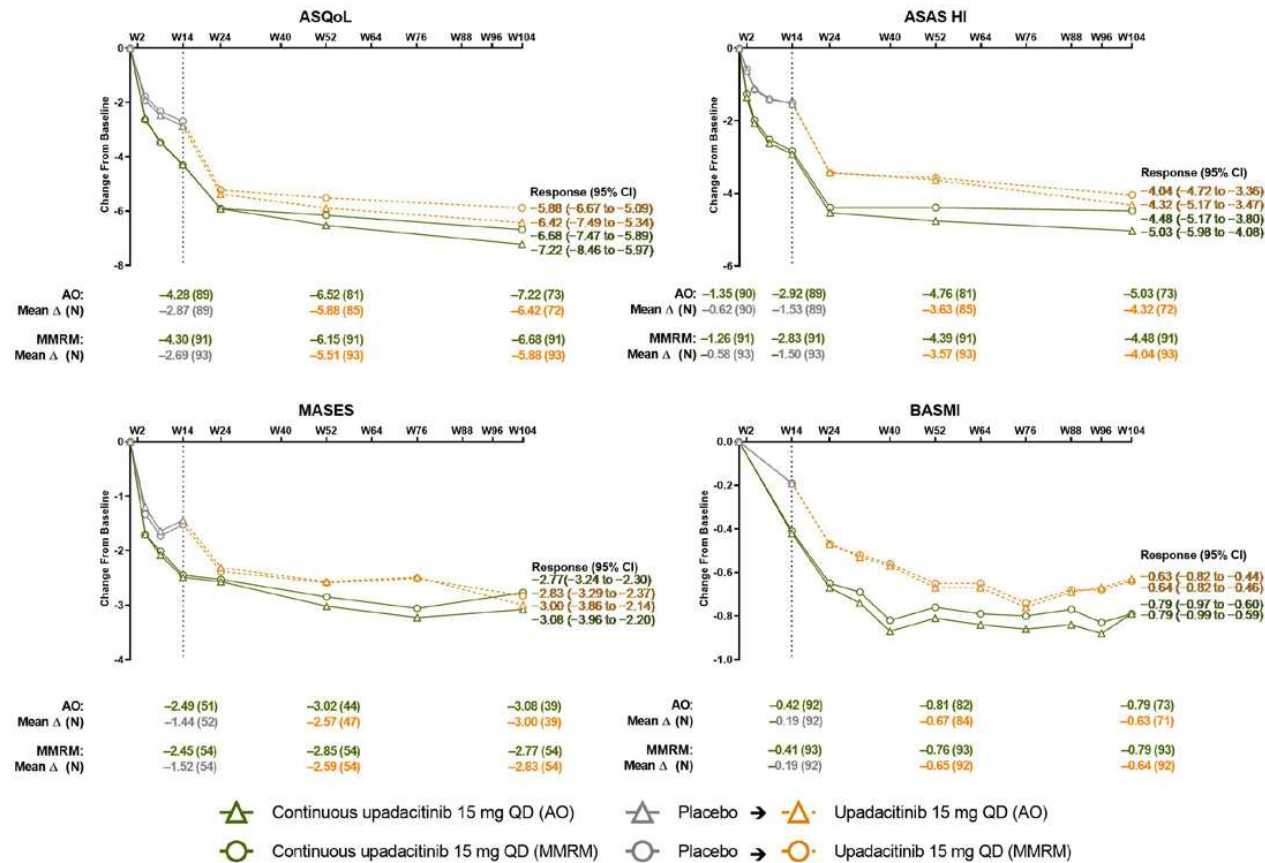 ASQoL
W2 W14 W24 W40 W52 W64 W88 W96 W104
0
-2
-4
-6
-8
Change From Baseline
Response (95% CI)
–5.88 (–6.67 to –5.09)
–6.42 (–7.49 to –5.34)
–6.68 (–7.47 to –5.89)
–7.22 (–8.46 to –5.97)
AO: –4.28 (89) –6.52 (81) –7.22 (73)
Mean Δ (N) –2.87 (89) –5.88 (85) –6.42 (72)
MMRM: –4.30 (91) –6.15 (91) –6.68 (91)
Mean Δ (N) –2.69 (93) –5.51 (93) –5.88 (93)
ASAS HI
W2 W14 W24 W40 W52 W64 W76 W88 W96 W104
0
-2
-4
-6
Change From Baseline
Response (95% CI)
–4.04 (–4.72 to –3.36)
–4.32 (–5.17 to –3.47)
–4.48 (–5.17 to –3.80)
–5.03 (–5.98 to –4.08)
AO: –1.35 (90) –2.92 (89) –4.76 (81) –5.03 (73)
Mean Δ (N) –0.62 (90) –1.53 (89) –3.63 (85) –4.32 (72)
MMRM: –1.26 (91) –2.83 (91) –4.39 (91) –4.48 (91)
Mean Δ (N) –0.58 (93) –1.50 (93) –3.57 (93) –4.04 (93)
MASES
W2 W14 W24 W40 W52 W64 W76 W88 W96 W104
0
-1
-2
-3
-4
Change From Baseline
Response (95% CI)
–2.77(–3.24 to –2.30)
–2.83 (–3.29 to –2.37)
–3.00 (–3.86 to –2.14)
–3.08 (–3.96 to –2.20)
AO: –2.49 (51) –3.02 (44) –3.08 (39)
Mean Δ (N) –1.44 (52) –2.57 (47) –3.00 (39)
MMRM: –2.45 (54) –2.85 (54) –2.77 (54)
Mean Δ (N) –1.52 (54) –2.59 (54) –2.83 (54)
BASMI
W2 W14 W24 W40 W52 W64 W76 W88 W96 W104
0.0
-0.2
-0.4
-0.6
-0.8
-1.0
Change From Baseline
Response (95% CI)
–0.63 (–0.82 to –0.44)
–0.64 (–0.82 to –0.46)
–0.79 (–0.97 to –0.60)
–0.79 (–0.99 to –0.59)
AO: –0.42 (92) –0.81 (82) –0.79 (73)
Mean Δ (N) –0.19 (92) –0.67 (84) –0.63 (71)
MMRM: –0.41 (93) –0.76 (93) –0.79 (93)
Mean Δ (N) –0.19 (92) –0.65 (92) –0.64 (92)
Continuous upadacitinib 15 mg QD (AO) Placebo ➔ Upadacitinib 15 mg QD (AO)
Continuous upadacitinib 15 mg QD (MMRM) Placebo ➔ Upadacitinib 15 mg QD (MMRM)